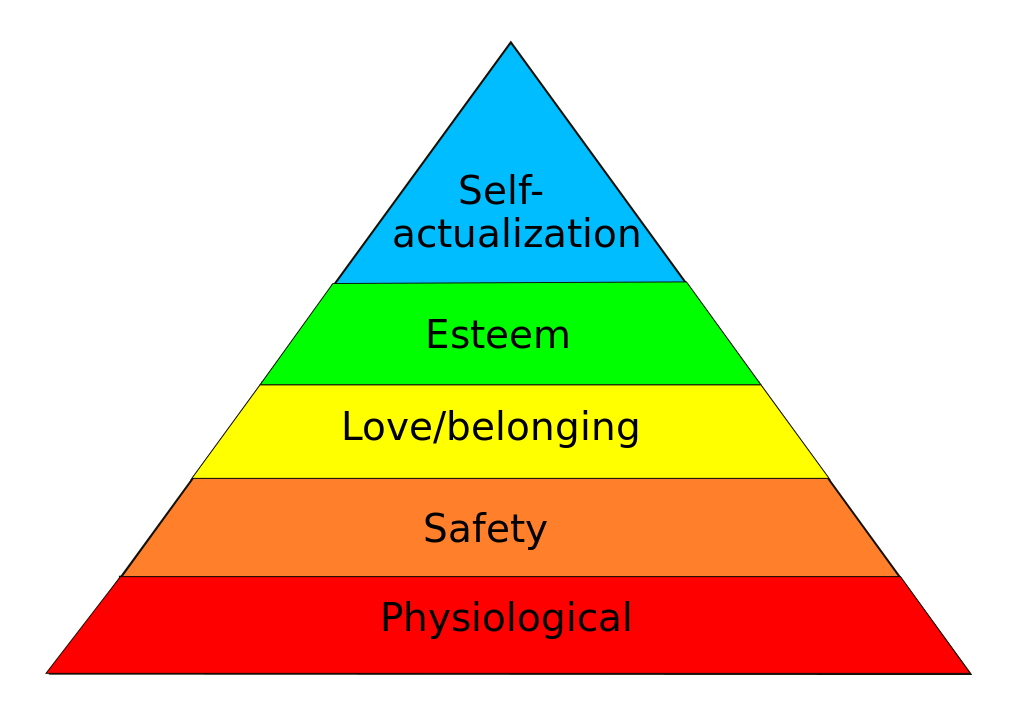 Self-
actualization
Esteem
Love/belonging
Safety
Physiological